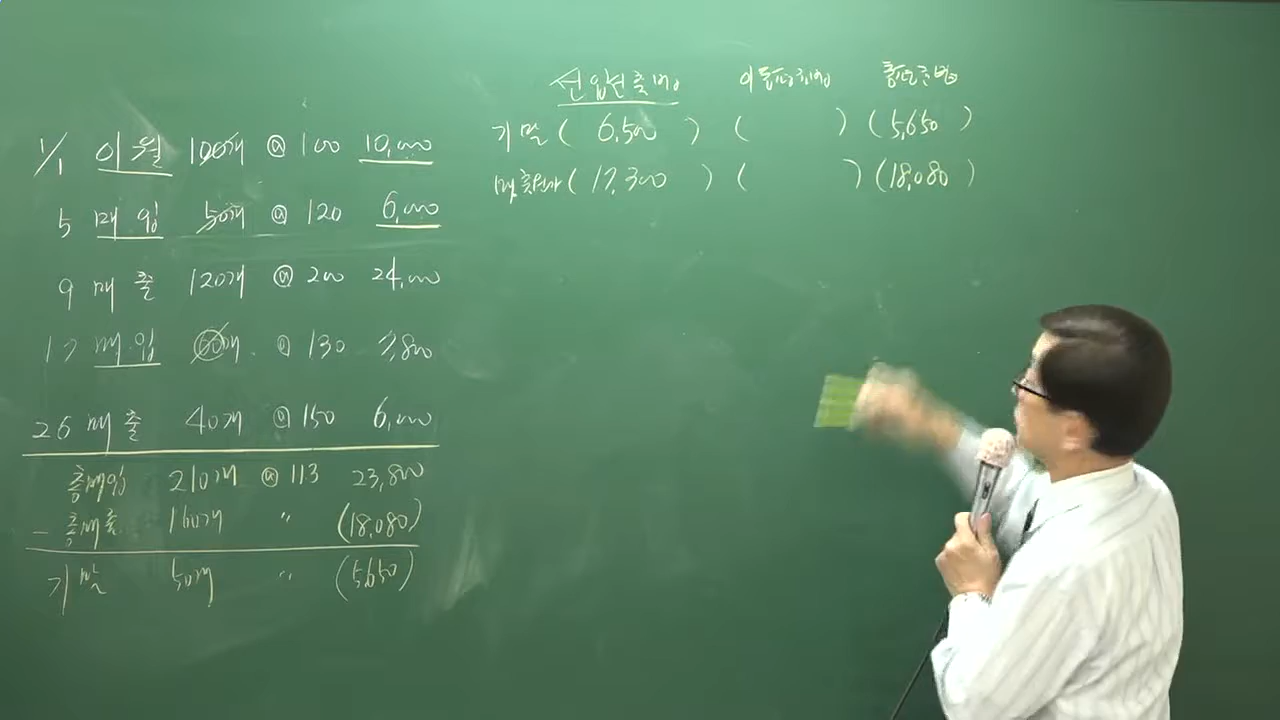 선입선출법 이동평균법 총평균법
기말 ( 6,500 ) ( ) ( 5,650 )
매출원가 ( 17,300 ) ( ) ( 18,080 )
1/1 이월 100개 @ 100 10,000
5 매입 50개 @ 120 6,000
9 매출 120개 @ 200 24,000
17 매입 60개 @ 130 7,800
26 매출 40개 @ 150 6,000
총매입 210개 @ 113 23,800
- 총매출 160개 〃 (18,080)
기말 50개 〃 (5,650)